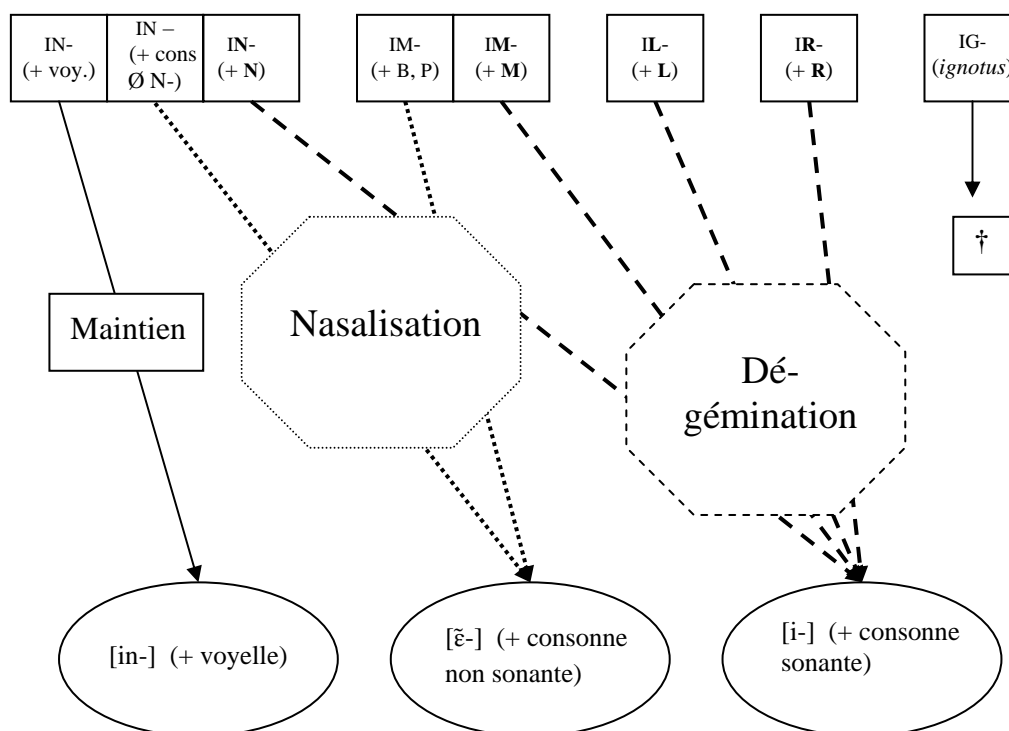 IN-
(+ voy.)
IN –
(+ cons
Ø N-)
IN-
(+ N)
IM-
(+ B, P)
IM-
(+ M)
IL-
(+ L)
IR-
(+ R)
IG-
(ignotus)
†
Maintien
Nasalisation
Dé-
gémination
[in-] (+ voyelle)
[ɛ̃-] (+ consonne
non sonante)
[i-] (+ consonne
sonante)